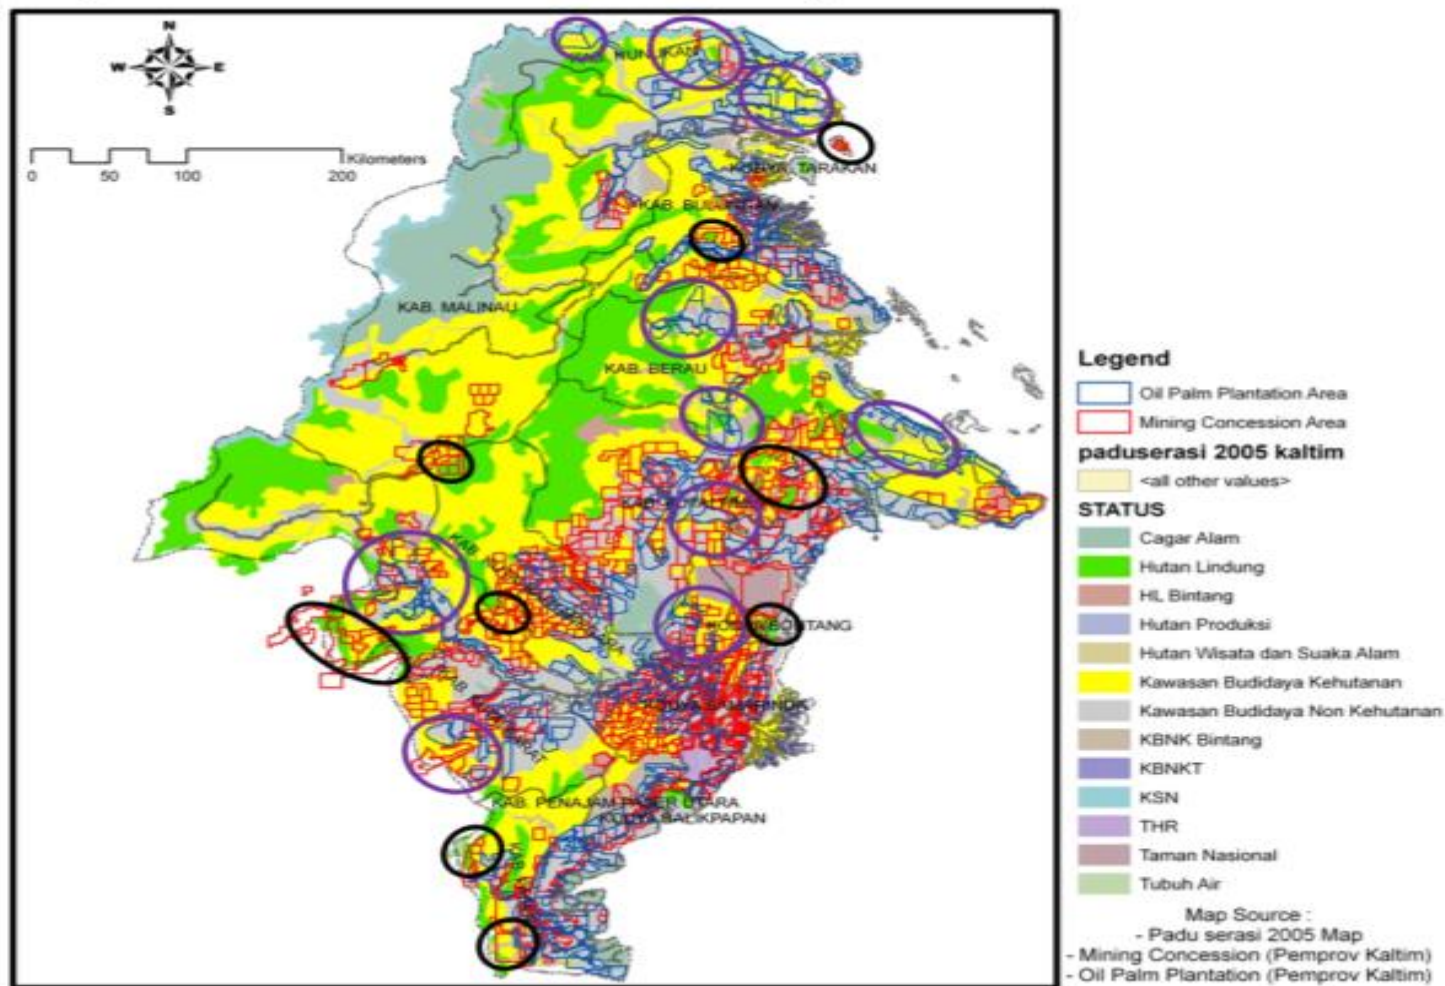 N
W E
S
Kilometers
0 50 100 200
KAB. MALINAU
KAB. BERAU
TARAKAN
KAB. PENAJAM PASER UTARA
BALIKPAPAN
Legend
Oil Palm Plantation Area
Mining Concession Area
paduserasi 2005 kaltim
<all other values>
STATUS
Cagar Alam
Hutan Lindung
HL Bintang
Hutan Produksi
Hutan Wisata dan Suaka Alam
Kawasan Budidaya Kehutanan
Kawasan Budidaya Non Kehutanan
KBNK Bintang
KBNKT
KSN
THR
Taman Nasional
Tubuh Air
Map Source :
- Padu serasi 2005 Map
- Mining Concession (Pemprov Kaltim)
- Oil Palm Plantation (Pemprov Kaltim)